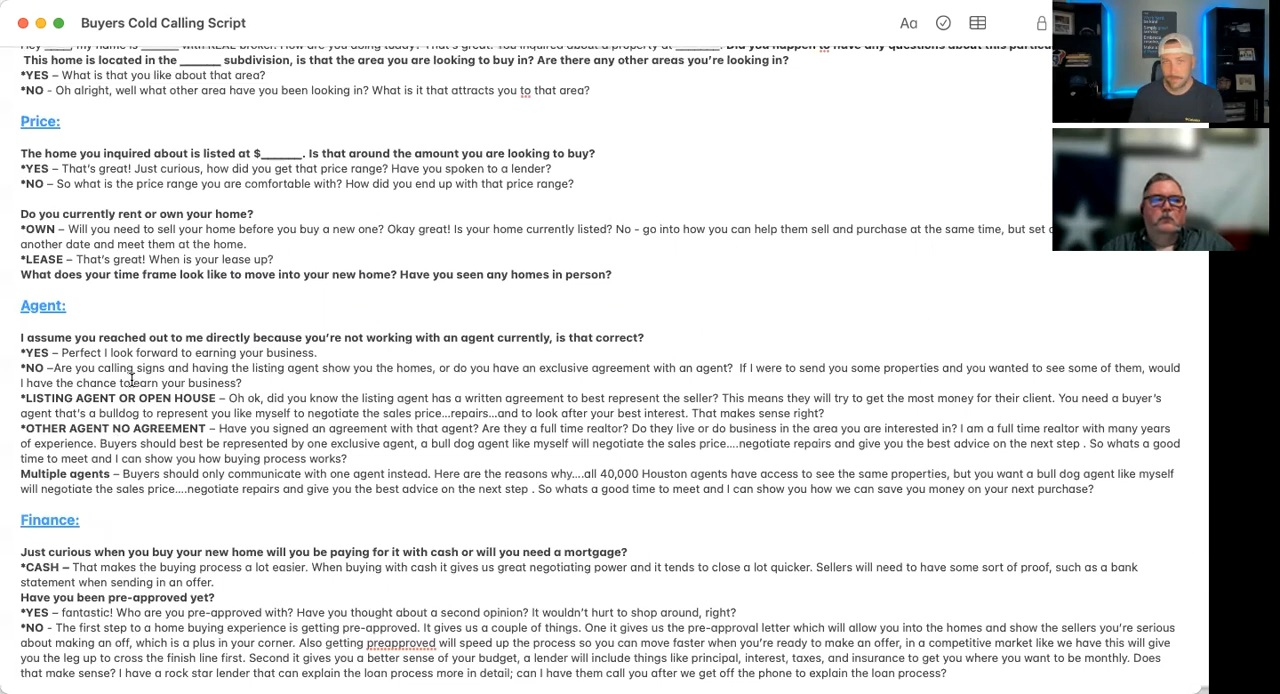 Buyers Cold Calling Script
Aa
Hey ____, my name is ______ with REAL Broker. How are you doing today? That's great! You inquired about a property at _______. Did you happen to have any questions about this
This home is located in the ______ subdivision, is that the area you are looking to buy in? Are there any other areas you're looking in?
*YES – What is that you like about that area?
*NO - Oh alright, well what other area have you been looking in? What is it that attracts you to that area?
Price:
The home you inquired about is listed at $______. Is that around the amount you are looking to buy?
*YES – That's great! Just curious, how did you get that price range? Have you spoken to a lender?
*NO – So what is the price range you are comfortable with? How did you end up with that price range?
Do you currently rent or own your home?
*OWN – Will you need to sell your home before you buy a new one? Okay great! Is your home currently listed? No - go into how you can help them sell and purchase at the same time, but set
another date and meet them at the home.
*LEASE – That's great! When is your lease up?
What does your time frame look like to move into your new home? Have you seen any homes in person?
Agent:
I assume you reached out to me directly because you're not working with an agent currently, is that correct?
*YES – Perfect I look forward to earning your business.
*NO –Are you calling signs and having the listing agent show you the homes, or do you have an exclusive agreement with an agent?  If I were to send you some properties and you wanted to see some of them, would
I have the chance to earn your business?
*LISTING AGENT OR OPEN HOUSE – Oh ok, did you know the listing agent has a written agreement to best represent the seller? This means they will try to get the most money for their client. You need a buyer's
agent that's a bulldog to represent you like myself to negotiate the sales price...repairs...and to look after your best interest. That makes sense right?
*OTHER AGENT NO AGREEMENT – Have you signed an agreement with that agent? Are they a full time realtor? Do they live or do business in the area you are interested in? I am a full time realtor with many years
of experience. Buyers should best be represented by one exclusive agent, a bull dog agent like myself will negotiate the sales price....negotiate repairs and give you the best advice on the next step . So whats a good
time to meet and I can show you how buying process works?
Multiple agents – Buyers should only communicate with one agent instead. Here are the reasons why....all 40,000 Houston agents have access to see the same properties, but you want a bull dog agent like myself
will negotiate the sales price....negotiate repairs and give you the best advice on the next step . So whats a good time to meet and I can show you how we can save you money on your next purchase?
Finance:
Just curious when you buy your new home will you be paying for it with cash or will you need a mortgage?
*CASH – That makes the buying process a lot easier. When buying with cash it gives us great negotiating power and it tends to close a lot quicker. Sellers will need to have some sort of proof, such as a bank
statement when sending in an offer.
Have you been pre-approved yet?
*YES – fantastic! Who are you pre-approved with? Have you thought about a second opinion? It wouldn't hurt to shop around, right?
*NO - The first step to a home buying experience is getting pre-approved. It gives us a couple of things. One it gives us the pre-approval letter which will allow you into the homes and show the sellers you're serious
about making an off, which is a plus in your corner. Also getting preapproved will speed up the process so you can move faster when you're ready to make an offer, in a competitive market like we have this will give
you the leg up to cross the finish line first. Second it gives you a better sense of your budget, a lender will include things like principal, interest, taxes, and insurance to get you where you want to be monthly. Does
that make sense? I have a rock star lender that can explain the loan process more in detail; can I have them call you after we get off the phone to explain the loan process?